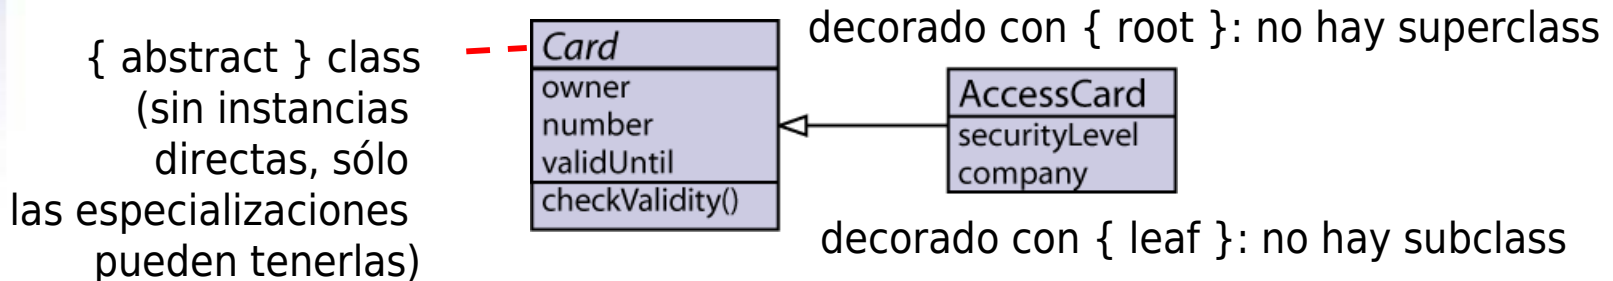 { abstract } class
(sin instancias
directas, sólo
las especializaciones
pueden tenerlas)
Card
owner
number
validUntil
checkValidity()
decorado con { root }: no hay superclass
AccessCard
securityLevel
company
decorado con { leaf }: no hay subclass